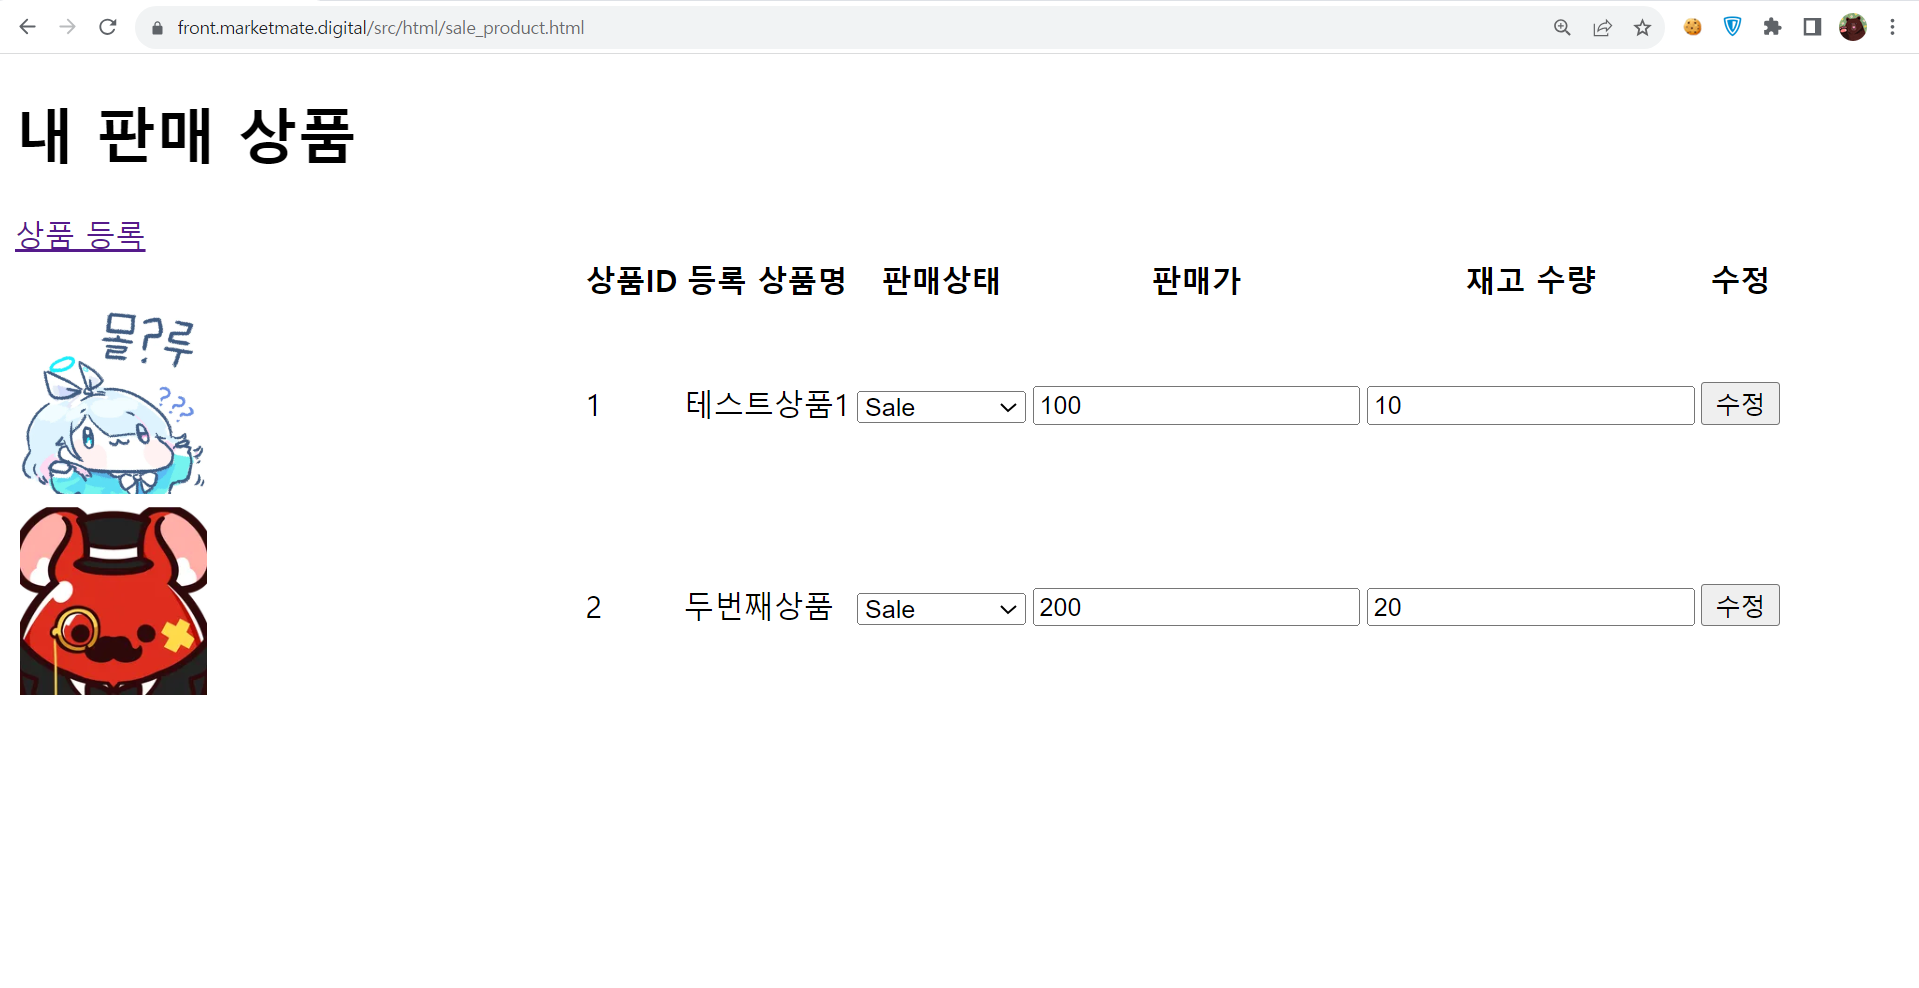 front.marketmate.digital/src/html/sale_product.html
내 판매 상품
상품 등록
상품ID 등록 상품명 판매상태 판매가 재고 수량 수정
몰?루
???
1 테스트상품1 Sale 100 10 수정
2 두번째상품 Sale 200 20 수정